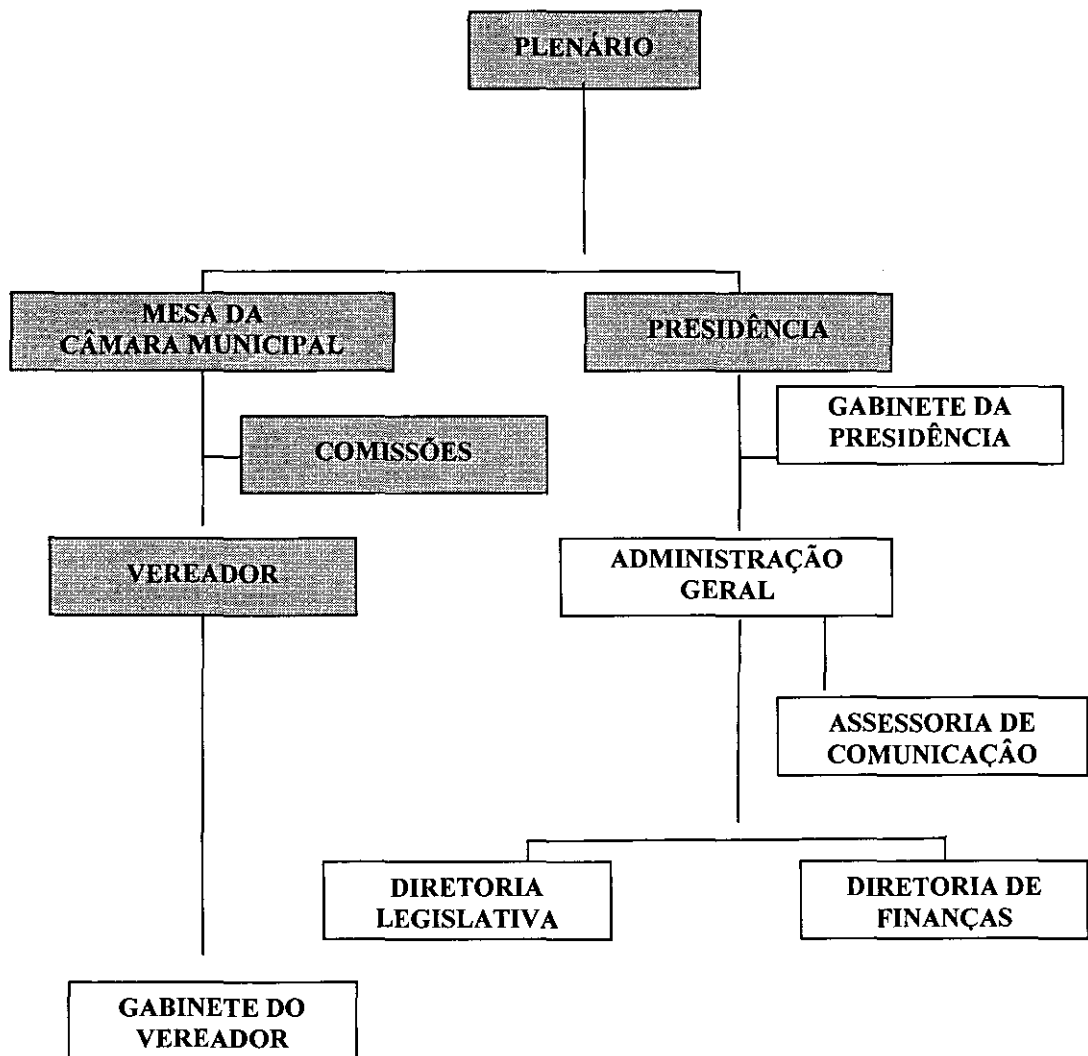 PLENÁRIO
MESA DA
CÂMARA MUNICIPAL
PRESIDÊNCIA
GABINETE DA
PRESIDÊNCIA
COMISSÕES
VEREADOR
ADMINISTRAÇÃO
GERAL
ASSESSORIA DE
COMUNICAÇÃO
DIRETORIA
LEGISLATIVA
DIRETORIA DE
FINANÇAS
GABINETE DO
VEREADOR